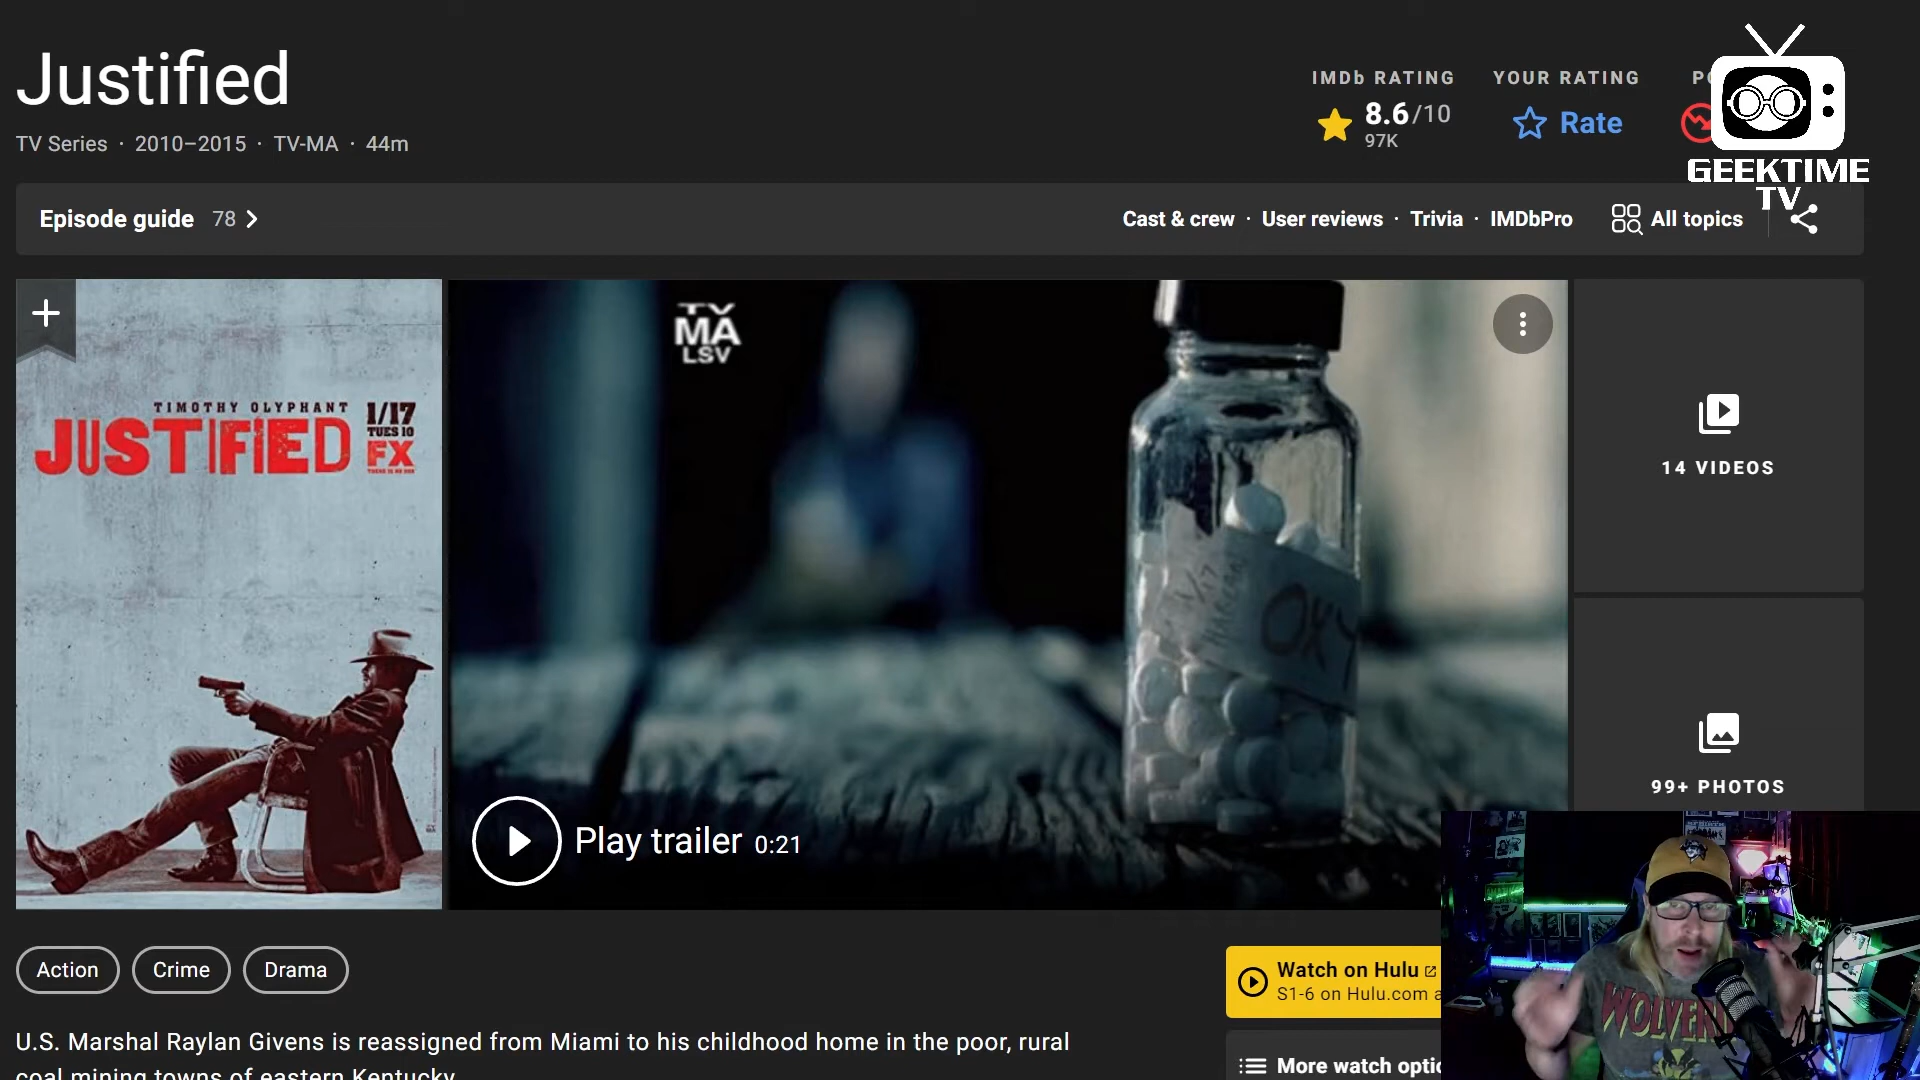 Justified
TV Series · 2010–2015 · TV-MA · 44m
IMDb RATING
8.6/10
97K
YOUR RATING
Rate
GEEKTIME
TV
Episode guide 78
Cast & crew · User reviews · Trivia · IMDbPro
All topics
TIMOTHY OLYPHANT
JUSTIFIED
1/17
TUES 10
FX
TV
MA
LSV
OXY
14 VIDEOS
99+ PHOTOS
Play trailer 0:21
Action
Crime
Drama
Watch on Hulu
S1-6 on Hulu.com a
More watch optio
U.S. Marshal Raylan Givens is reassigned from Miami to his childhood home in the poor, rural
coal mining towns of eastern Kentucky.
WOLVERI